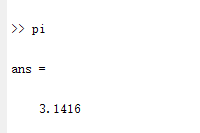 >> pi
ans =
3.1416